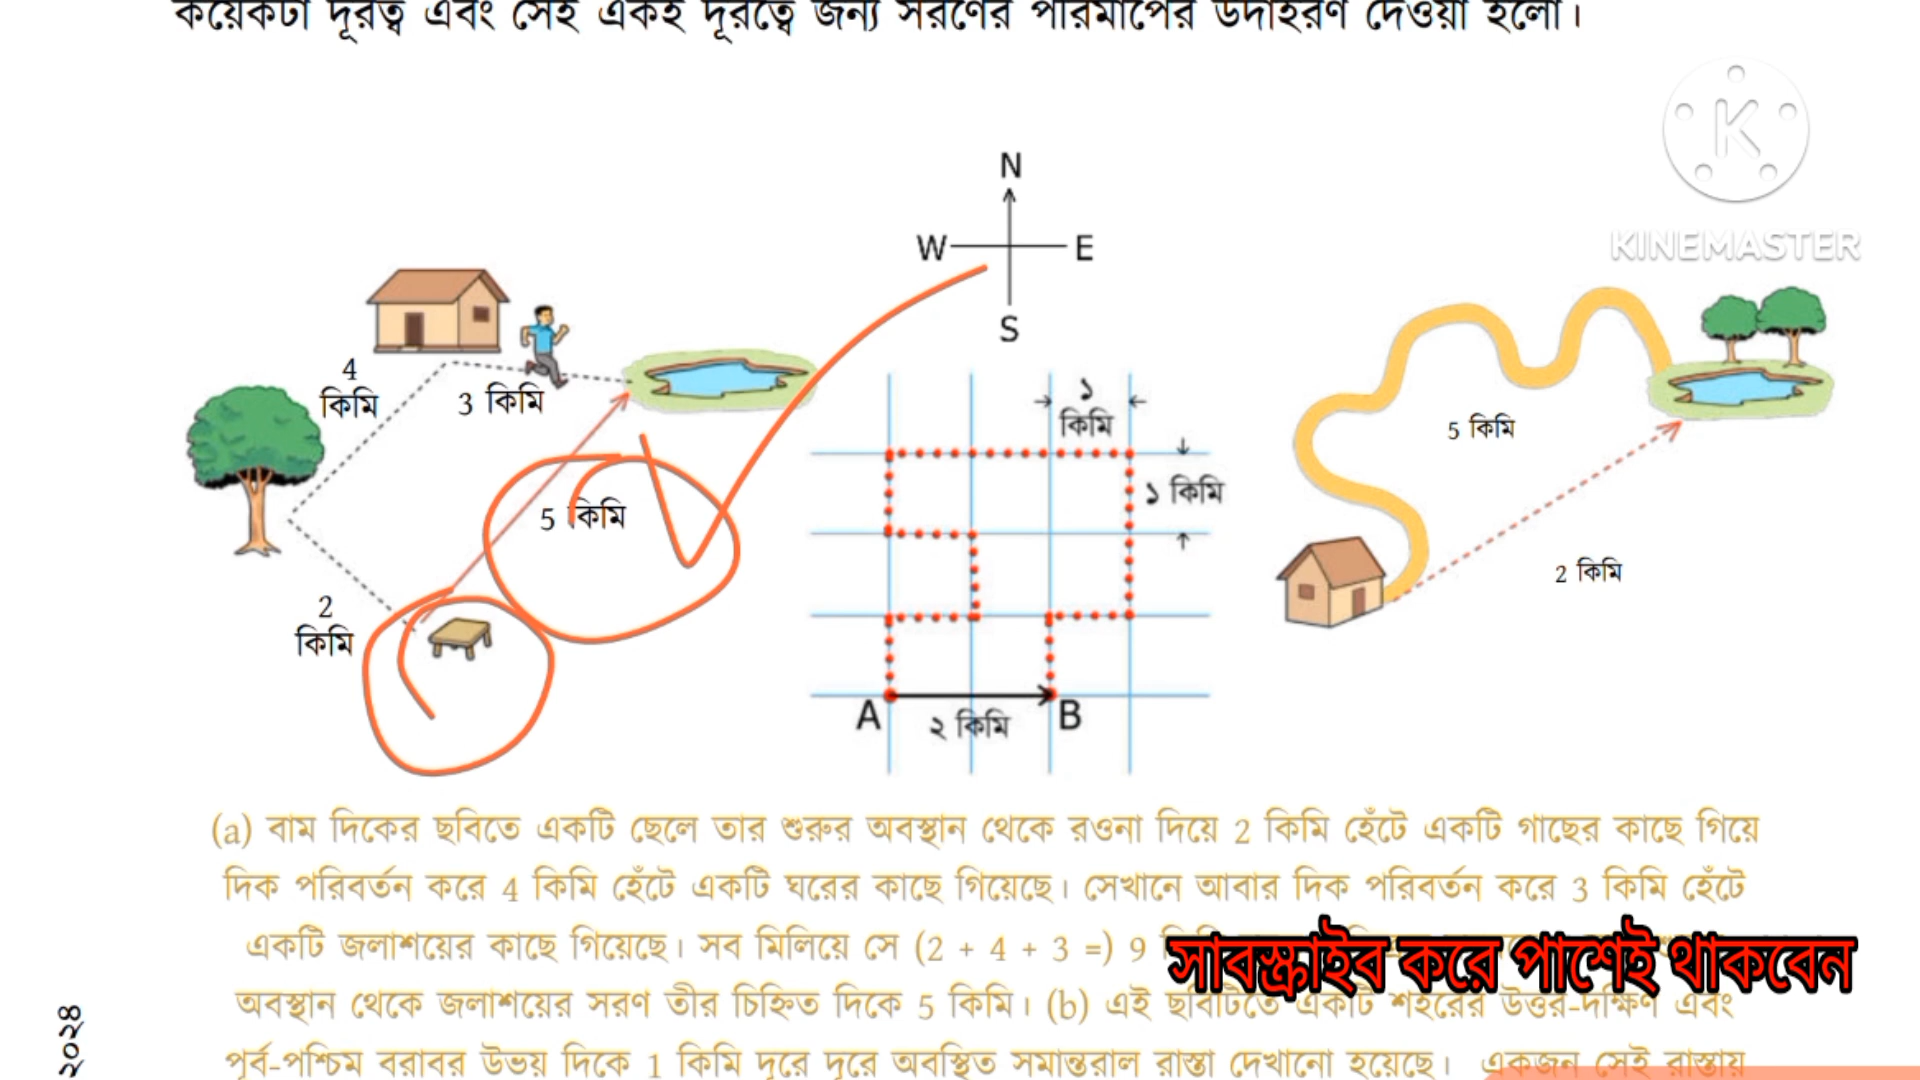 কয়েকটা দূরত্ব এবং সেই একই দূরত্বে জন্য সরণের পরিমাপের উদাহরণ দেওয়া হলো।
KINEMASTER
N
W E
S
4
কিমি
3 কিমি
5 কিমি
2
কিমি
১
কিমি
১ কিমি
A ২ কিমি B
5 কিমি
2 কিমি
(a) বাম দিকের ছবিতে একটি ছেলে তার শুরুর অবস্থান থেকে রওনা দিয়ে 2 কিমি হেঁটে একটি গাছের কাছে গিয়ে
দিক পরিবর্তন করে 4 কিমি হেঁটে একটি ঘরের কাছে গিয়েছে। সেখানে আবার দিক পরিবর্তন করে 3 কিমি হেঁটে
একটি জলাশয়ের কাছে গিয়েছে। সব মিলিয়ে সে (2 + 4 + 3 =) 9
সাবস্ক্রাইব করে পাশেই থাকবেন
অবস্থান থেকে জলাশয়ের সরণ তীর চিহ্নিত দিকে 5 কিমি। (b) এই ছবিটিতে একটি শহরের উত্তর-দক্ষিণ এবং
পূর্ব-পশ্চিম বরাবর উভয় দিকে 1 কিমি দূরে দূরে অবস্থিত সমান্তরাল রাস্তা দেখানো হয়েছে। একজন সেই রাস্তায়
২০২৪